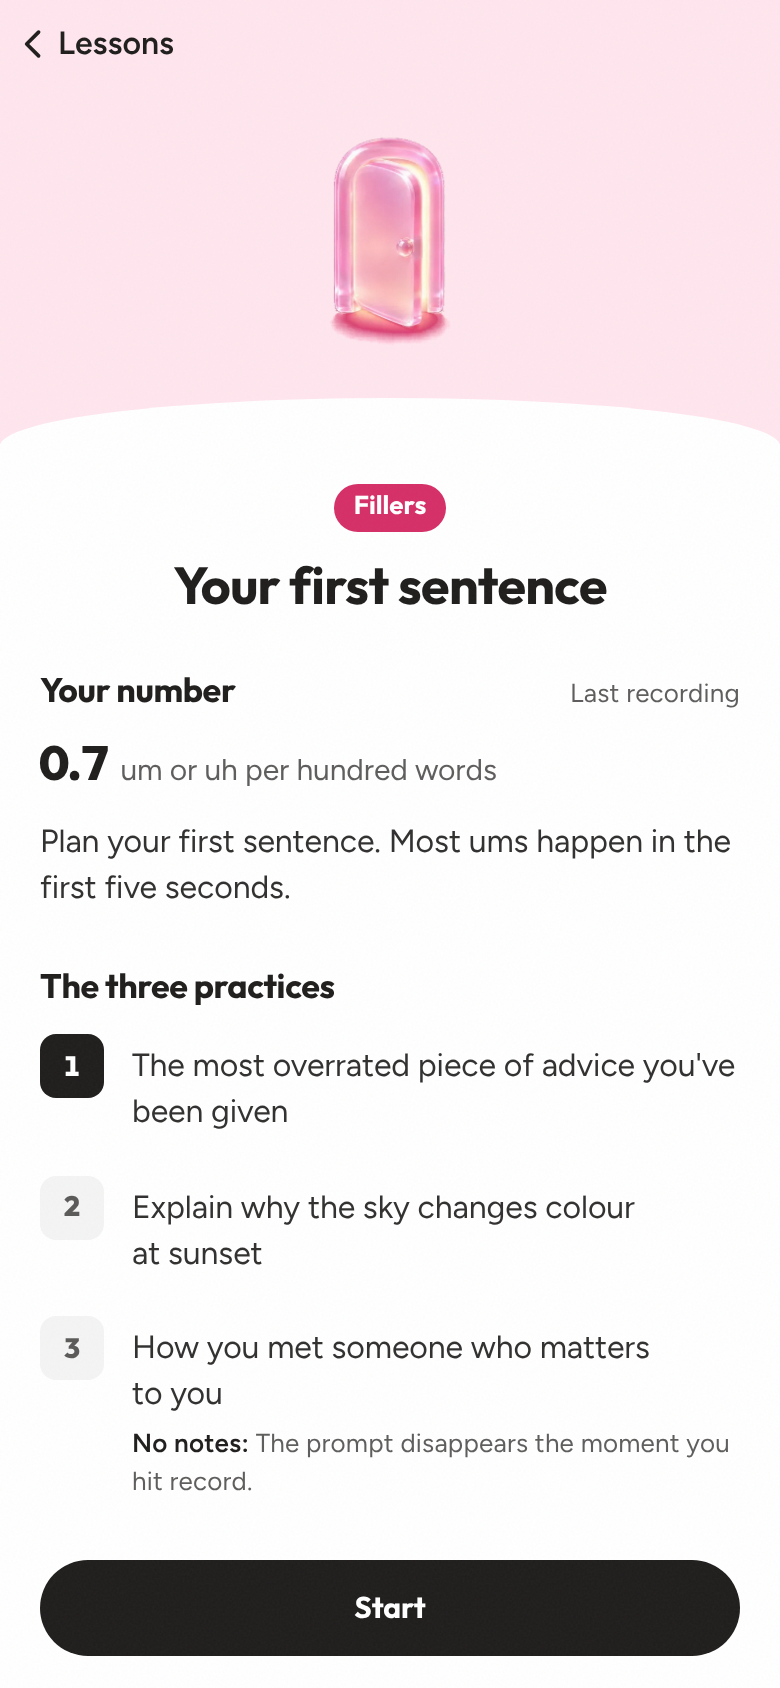 Lessons
Fillers
Your first sentence
Your number
Last recording
0.7 um or uh per hundred words
Plan your first sentence. Most ums happen in the
first five seconds.
The three practices
1 The most overrated piece of advice you've
been given
2 Explain why the sky changes colour
at sunset
3 How you met someone who matters
to you
No notes: The prompt disappears the moment you
hit record.
Start